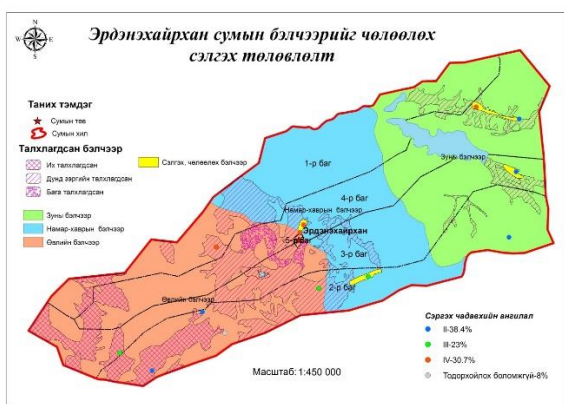 Эрдэнэхайрхан сумын бэлчээрийг чөлөөлөх
сэлгэх төлөвлөлт
N
W E
S
Таних тэмдэг
Сумын төв
Сумын хил
Талхлагдсан бэлчээр
Их талхлагдсан
Дунд зэргийн талхлагдсан
Бага талхлагдсан
Сэлгэх, чөлөөлөх бэлчээр
Зуны бэлчээр
Намар-хаврын бэлчээр
Өвлийн бэлчээр
1-р баг
Зуны бэлчээр
4-р баг
Намар-хаврын бэлчээр
Эрдэнэхайрхан
5-р баг
3-р баг
2-р баг
Өвлийн бэлчээр
Масштаб: 1:450 000
Сэргэх чадавхийн ангилал
II-38.4%
III-23%
IV-30.7%
Тодорхойлох боломжгүй-8%